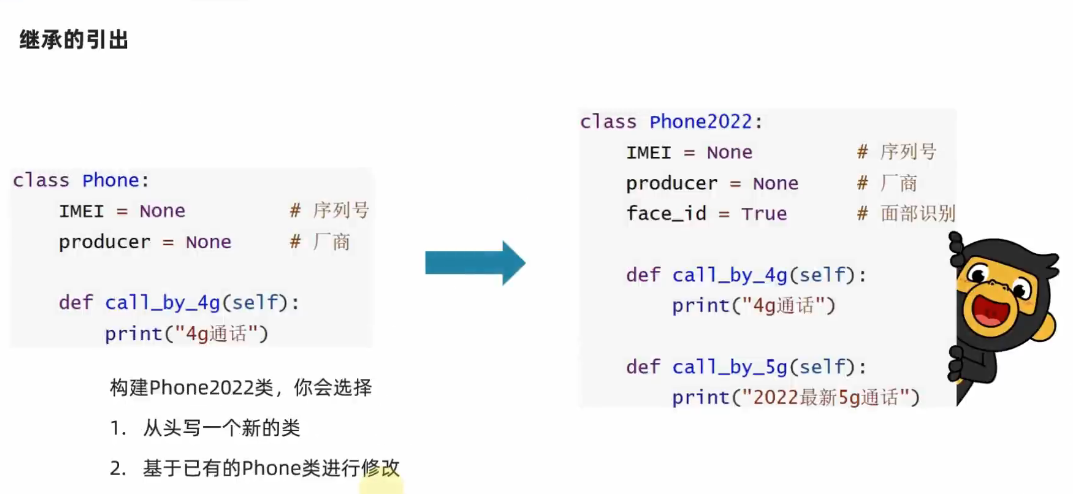 继承的引出
class Phone:
    IMEI = None         # 序列号
    producer = None     # 厂商
    def call_by_4g(self):
        print("4g通话")
构建Phone2022类，你会选择
1. 从头写一个新的类
2. 基于已有的Phone类进行修改
class Phone2022:
    IMEI = None         # 序列号
    producer = None     # 厂商
    face_id = True      # 面部识别
    def call_by_4g(self):
        print("4g通话")
    def call_by_5g(self):
        print("2022最新5g通话")